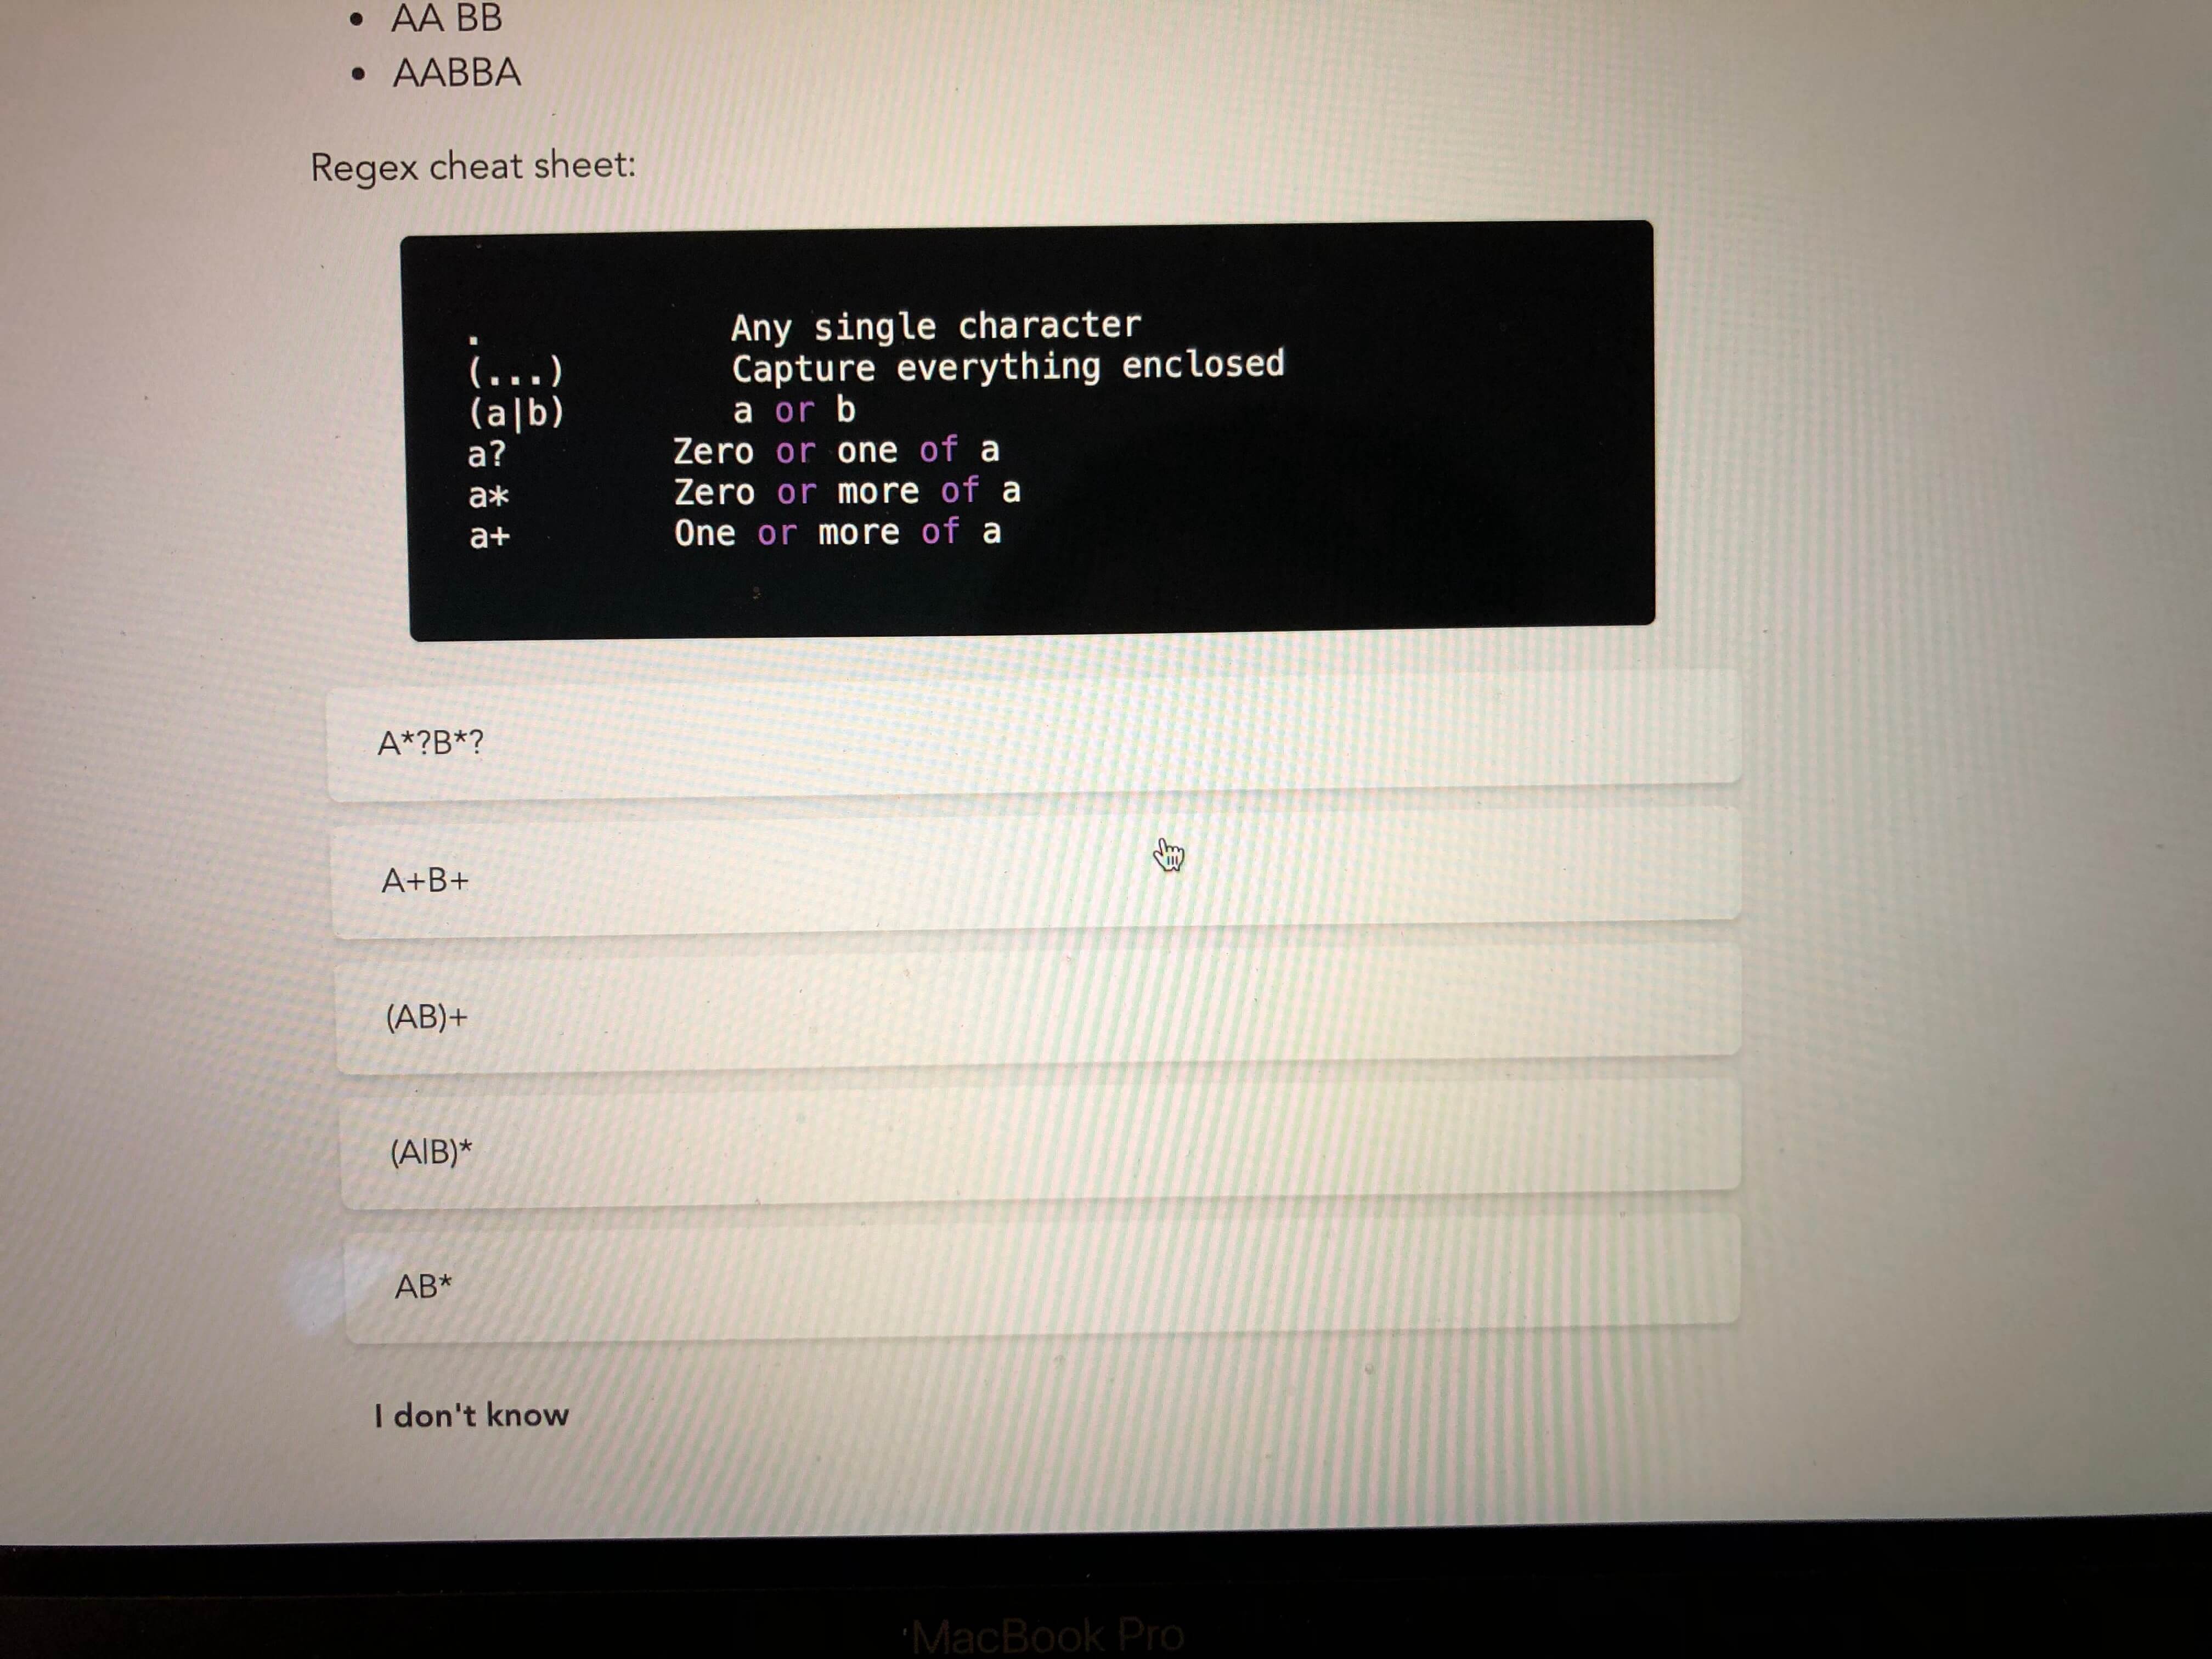 • AA BB
• AABBA
Regex cheat sheet:
. Any single character
(...) Capture everything enclosed
(a|b) a or b
a? Zero or one of a
a* Zero or more of a
a+ One or more of a
A*?B*?
A+B+
(AB)+
(A|B)*
AB*
I don't know
MacBook Pro